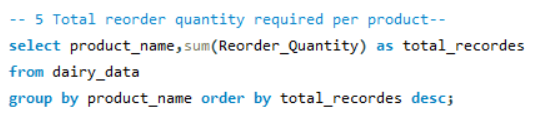 -- 5 Total reorder quantity required per product--
select product_name,sum(Reorder_Quantity) as total_recordes
from dairy_data
group by product_name order by total_recordes desc;